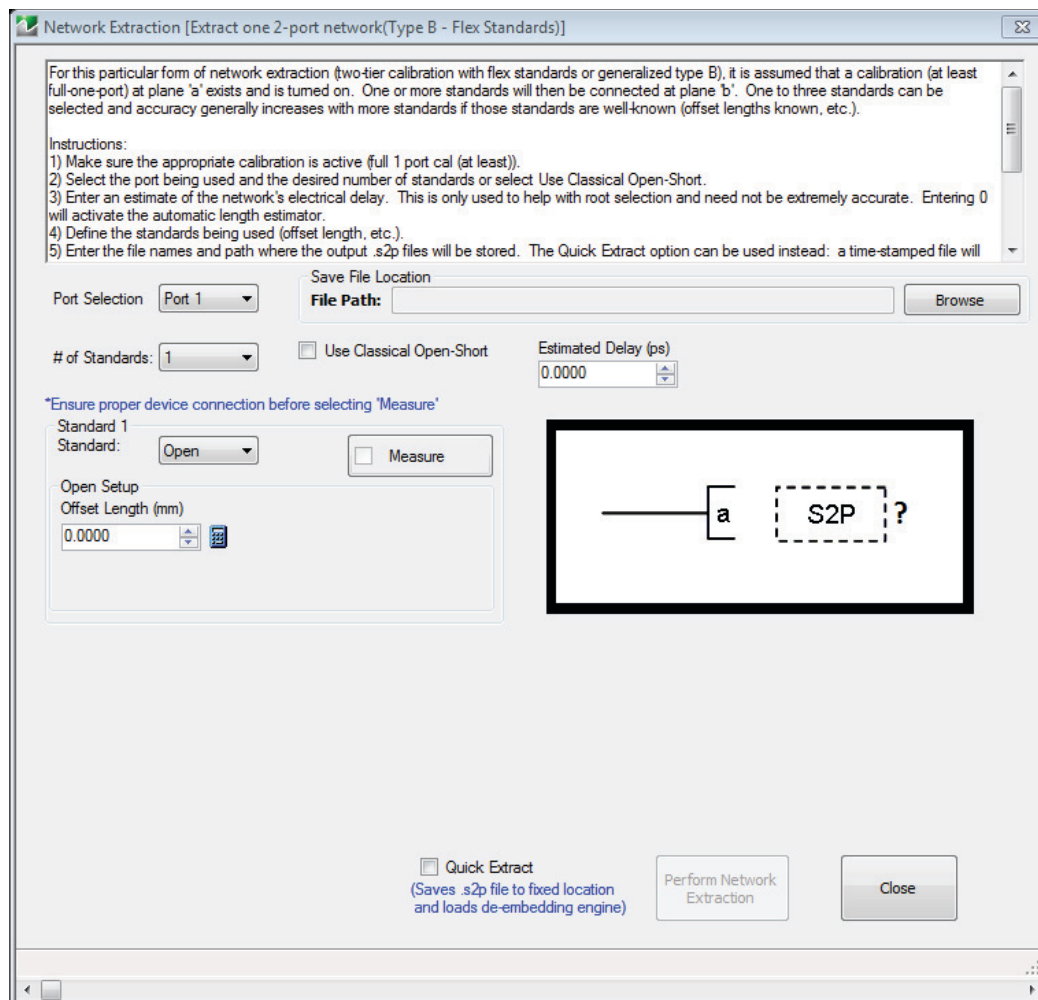 Network Extraction [Extract one 2-port network(Type B - Flex Standards)]
For this particular form of network extraction (two-tier calibration with flex standards or generalized type B), it is assumed that a calibration (at least
full-one-port) at plane 'a' exists and is turned on. One or more standards will then be connected at plane 'b'. One to three standards can be
selected and accuracy generally increases with more standards if those standards are well-known (offset lengths known, etc.).
Instructions:
1) Make sure the appropriate calibration is active (full 1 port cal (at least)).
2) Select the port being used and the desired number of standards or select Use Classical Open-Short.
3) Enter an estimate of the network's electrical delay. This is only used to help with root selection and need not be extremely accurate. Entering 0
will activate the automatic length estimator.
4) Define the standards being used (offset length, etc.).
5) Enter the file names and path where the output .s2p files will be stored. The Quick Extract option can be used instead: a time-stamped file will
Save File Location
Port Selection Port 1 File Path: Browse
# of Standards: 1 Use Classical Open-Short Estimated Delay (ps)
0.0000
*Ensure proper device connection before selecting 'Measure'
Standard 1
Standard: Open Measure
Open Setup
Offset Length (mm)
0.0000
a S2P ?
Quick Extract
(Saves .s2p file to fixed location
and loads de-embedding engine)
Perform Network
Extraction
Close